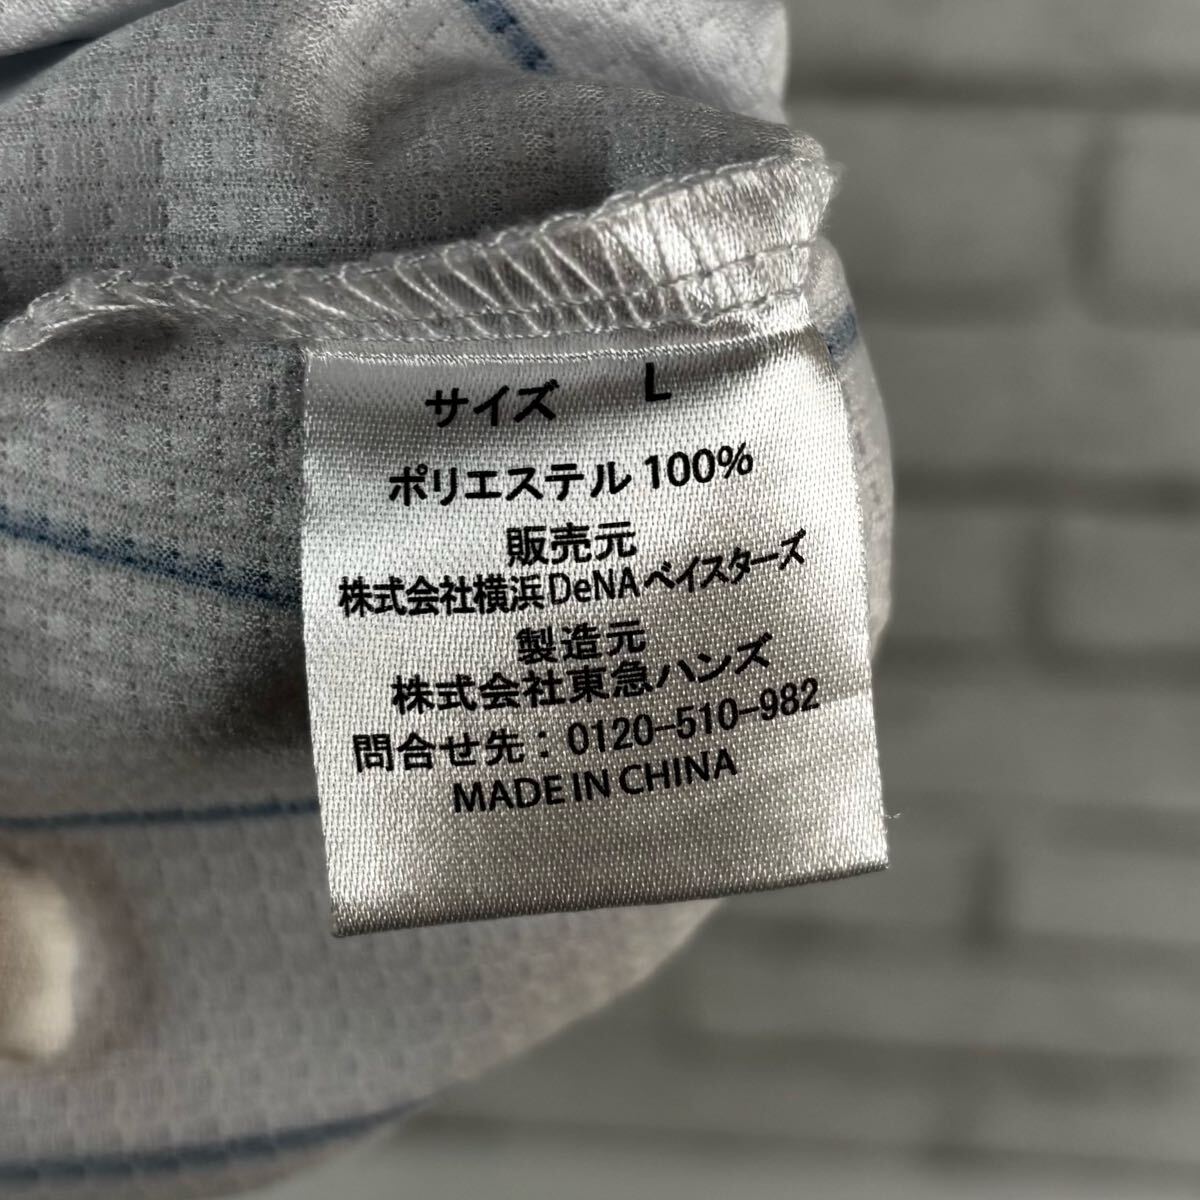 サイズ L
ポリエステル 100%
販売元
株式会社横浜DeNAベイスターズ
製造元
株式会社東急ハンズ
問合せ先：0120-510-982
MADE IN CHINA